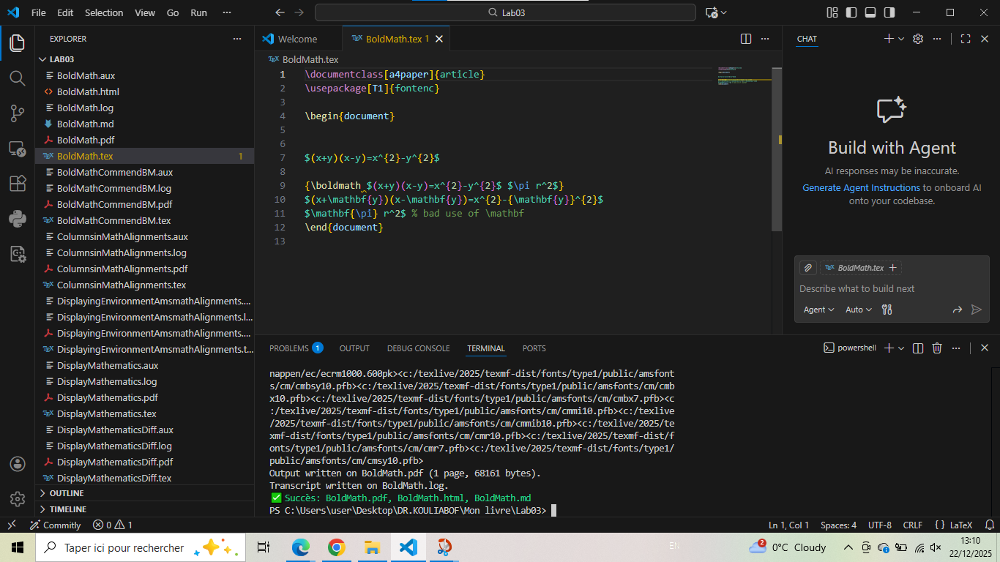 File Edit Selection View Go Run ··· Lab03
EXPLORER ···
LAB03
BoldMath.aux
BoldMath.html
BoldMath.log
BoldMath.md
BoldMath.pdf
BoldMath.tex 1
BoldMathCommendBM.aux
BoldMathCommendBM.log
BoldMathCommendBM.pdf
BoldMathCommendBM.tex
ColumnsinMathAlignments.aux
ColumnsinMathAlignments.log
ColumnsinMathAlignments.pdf
ColumnsinMathAlignments.tex
DisplayingEnvironmentAmsmathAlignments....
DisplayingEnvironmentAmsmathAlignments.l...
DisplayingEnvironmentAmsmathAlignments....
DisplayingEnvironmentAmsmathAlignments.t...
DisplayMathematics.aux
DisplayMathematics.log
DisplayMathematics.pdf
DisplayMathematics.tex
DisplayMathematicsDiff.aux
DisplayMathematicsDiff.log
DisplayMathematicsDiff.pdf
DisplayMathematicsDiff.tex
OUTLINE
TIMELINE
Welcome TEX BoldMath.tex 1
TEX BoldMath.tex
1 \documentclass[a4paper]{article}
2 \usepackage[T1]{fontenc}
3
4 \begin{document}
5
6
7 $(x+y)(x-y)=x^{2}-y^{2}$
8
9 {\boldmath $(x+y)(x-y)=x^{2}-y^{2}$ $\pi r^2$}
10 $(x+\mathbf{y})(x-\mathbf{y})=x^{2}-{\mathbf{y}}^{2}$
11 $\mathbf{\pi} r^2$ % bad use of \mathbf
12 \end{document}
13
CHAT
Build with Agent
AI responses may be inaccurate.
Generate Agent Instructions to onboard AI
onto your codebase.
TEX BoldMath.tex
Describe what to build next
Agent Auto
PROBLEMS 1 OUTPUT DEBUG CONSOLE TERMINAL PORTS powershell
nappen/ec/ecrm1000.600pk><c:/texlive/2025/texmf-dist/fonts/type1/public/amsfont
s/cm/cmbsy10.pfb><c:/texlive/2025/texmf-dist/fonts/type1/public/amsfonts/cm/cmb
x10.pfb><c:/texlive/2025/texmf-dist/fonts/type1/public/amsfonts/cm/cmbx7.pfb><c
:/texlive/2025/texmf-dist/fonts/type1/public/amsfonts/cm/cmmi10.pfb><c:/texlive
/2025/texmf-dist/fonts/type1/public/amsfonts/cm/cmmib10.pfb><c:/texlive/2025/te
xmf-dist/fonts/type1/public/amsfonts/cm/cmr10.pfb><c:/texlive/2025/texmf-dist/f
onts/type1/public/amsfonts/cm/cmr7.pfb><c:/texlive/2025/texmf-dist/fonts/type1/
public/amsfonts/cm/cmsy10.pfb>
Output written on BoldMath.pdf (1 page, 68161 bytes).
Transcript written on BoldMath.log.
✅ Succès: BoldMath.pdf, BoldMath.html, BoldMath.md
PS C:\Users\user\Desktop\DR.KOULIABOF\Mon livre\Lab03>
Commitly 0 1 Ln 1, Col 1 Spaces: 4 UTF-8 CRLF { } LaTeX
Taper ici pour rechercher EN 2 0°C Cloudy 13:10
22/12/2025